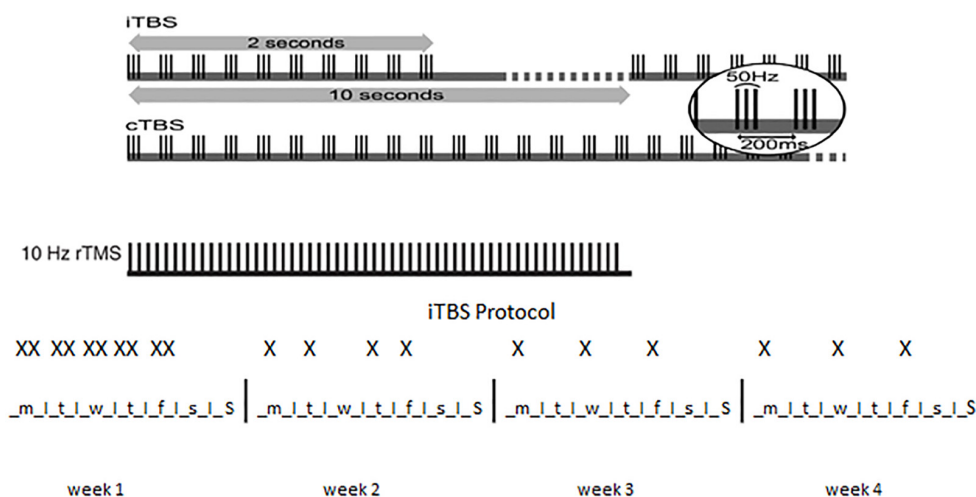 iTBS
2 seconds
50Hz
10 seconds
cTBS
200ms
10 Hz rTMS
iTBS Protocol
XX XX XX XX XX X X X X X X X X X X
_m_l_t_l_w_l_t_l_f_l_s_l_S | _m_l_t_l_w_l_t_l_f_l_s_l_S | _m_l_t_l_w_l_t_l_f_l_s_l_S | _m_l_t_l_w_l_t_l_f_l_s_l_S
week 1 week 2 week 3 week 4